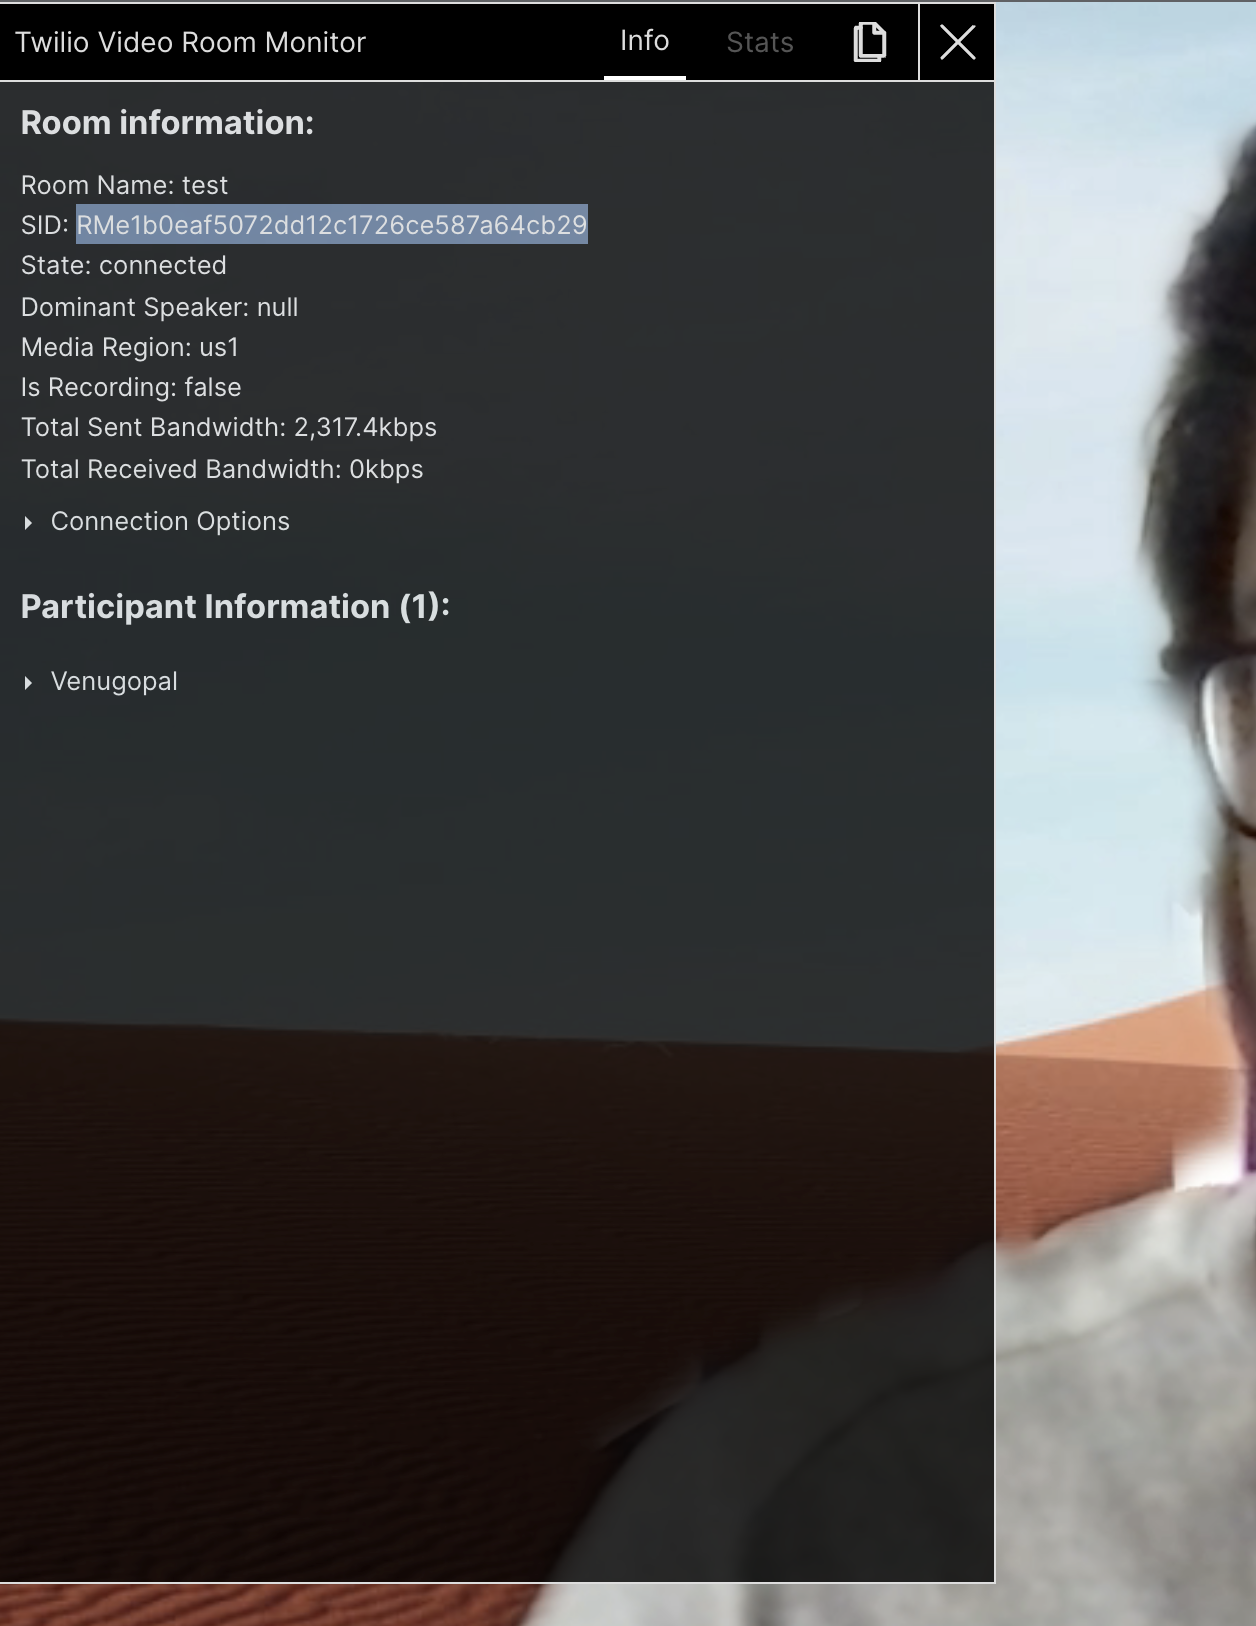 Twilio Video Room Monitor Info Stats
Room information:
Room Name: test
SID: RMe1b0eaf5072dd12c1726ce587a64cb29
State: connected
Dominant Speaker: null
Media Region: us1
Is Recording: false
Total Sent Bandwidth: 2,317.4kbps
Total Received Bandwidth: 0kbps
Connection Options
Participant Information (1):
Venugopal